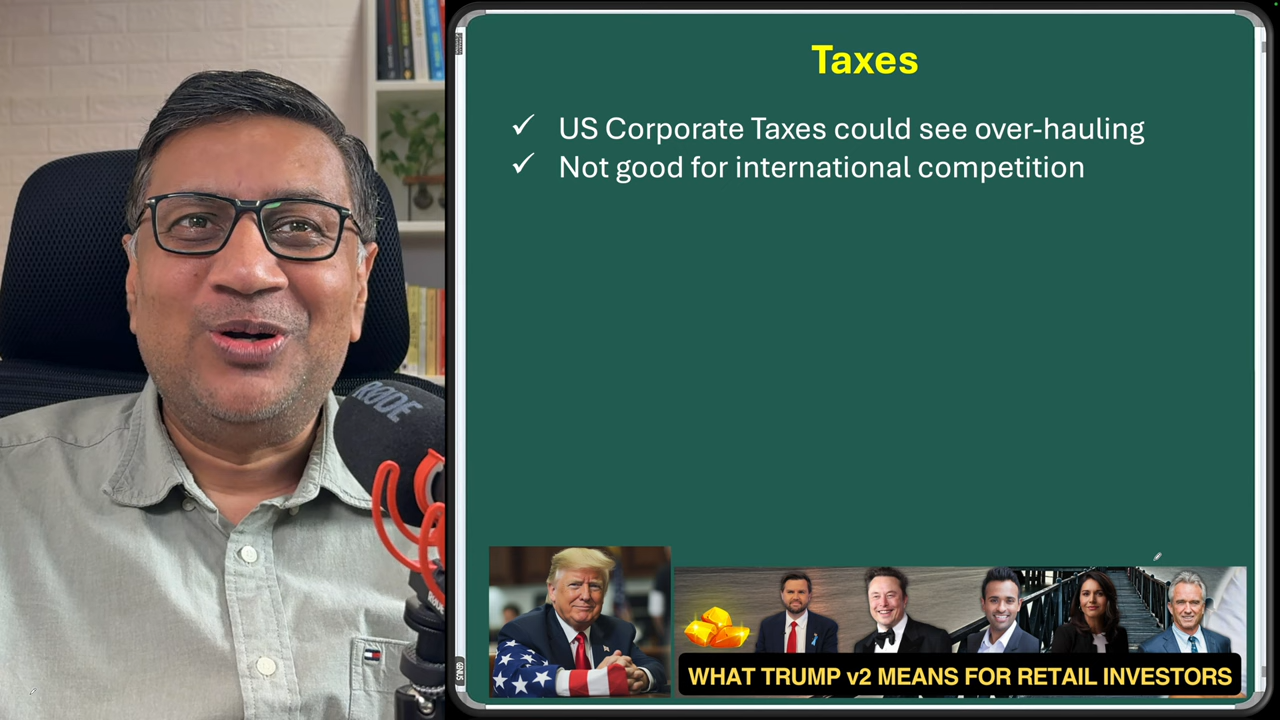 Taxes
✓ US Corporate Taxes could see over-hauling
✓ Not good for international competition
RØDE
WHAT TRUMP v2 MEANS FOR RETAIL INVESTORS